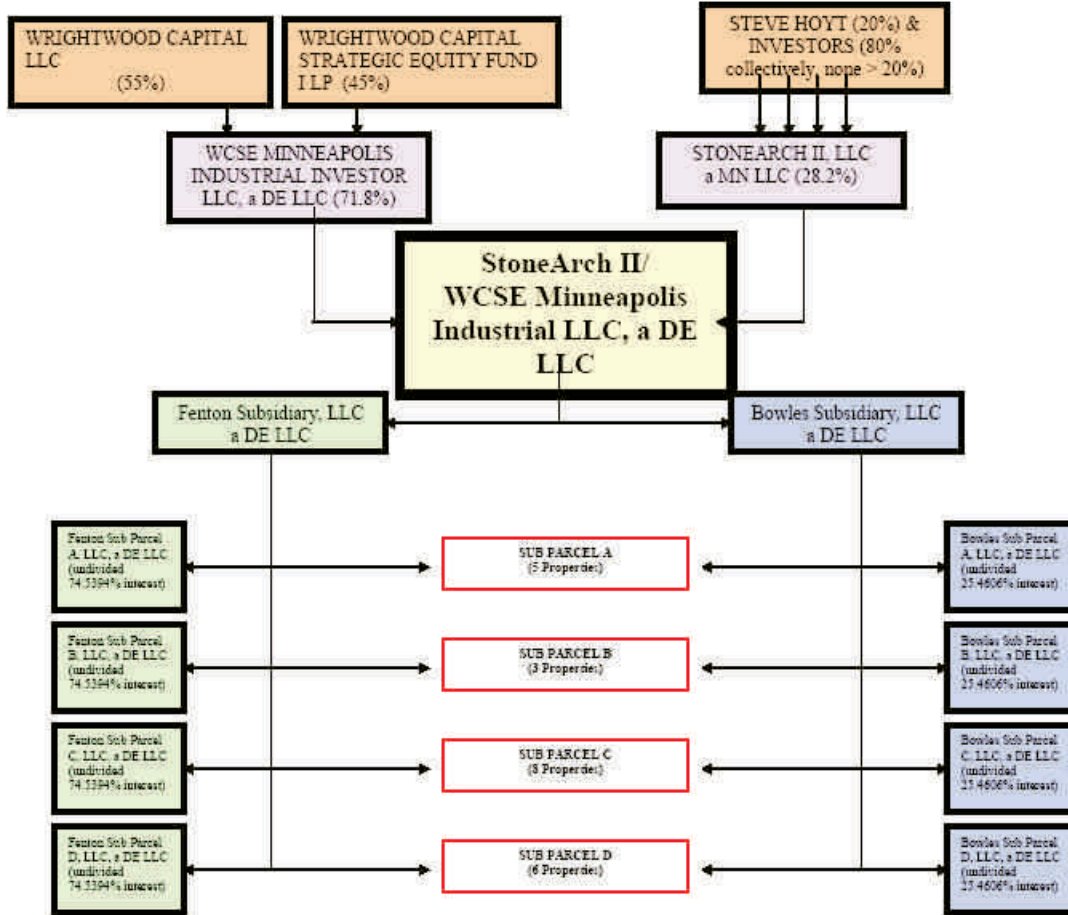 WRIGHTWOOD CAPITAL
LLC
(55%)
WRIGHTWOOD CAPITAL
STRATEGIC EQUITY FUND
I LP (45%)
STEVE HOYT (20%) &
INVESTORS (80%
collectively, none > 20%)
WCSE MINNEAPOLIS
INDUSTRIAL INVESTOR
LLC, a DE LLC (71.8%)
STONEARCH II, LLC
a MN LLC (28.2%)
StoneArch II/
WCSE Minneapolis
Industrial LLC, a DE
LLC
Fenton Subsidiary, LLC
a DE LLC
Bowles Subsidiary, LLC
a DE LLC
Fenton Sub Parcel
A, LLC, a DE LLC
(undivided
74.5394% interest)
SUB PARCEL A
(5 Properties)
Bowles Sub Parcel
A, LLC, a DE LLC
(undivided
25.4606% interest)
Fenton Sub Parcel
B, LLC, a DE LLC
(undivided
74.5394% interest)
SUB PARCEL B
(3 Properties)
Bowles Sub Parcel
B, LLC, a DE LLC
(undivided
25.4606% interest)
Fenton Sub Parcel
C, LLC, a DE LLC
(undivided
74.5394% interest)
SUB PARCEL C
(8 Properties)
Bowles Sub Parcel
C, LLC, a DE LLC
(undivided
25.4606% interest)
Fenton Sub Parcel
D, LLC, a DE LLC
(undivided
74.5394% interest)
SUB PARCEL D
(6 Properties)
Bowles Sub Parcel
D, LLC, a DE LLC
(undivided
25.4606% interest)